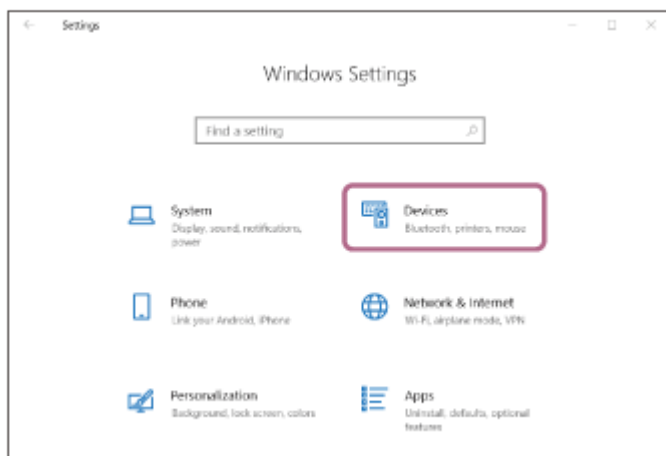 Settings
Windows Settings
Find a setting
System
Display, sound, notifications,
power
Devices
Bluetooth, printers, mouse
Phone
Link your Android, iPhone
Network & Internet
Wi-Fi, airplane mode, VPN
Personalization
Background, lock screen, colors
Apps
Uninstall, defaults, optional
features